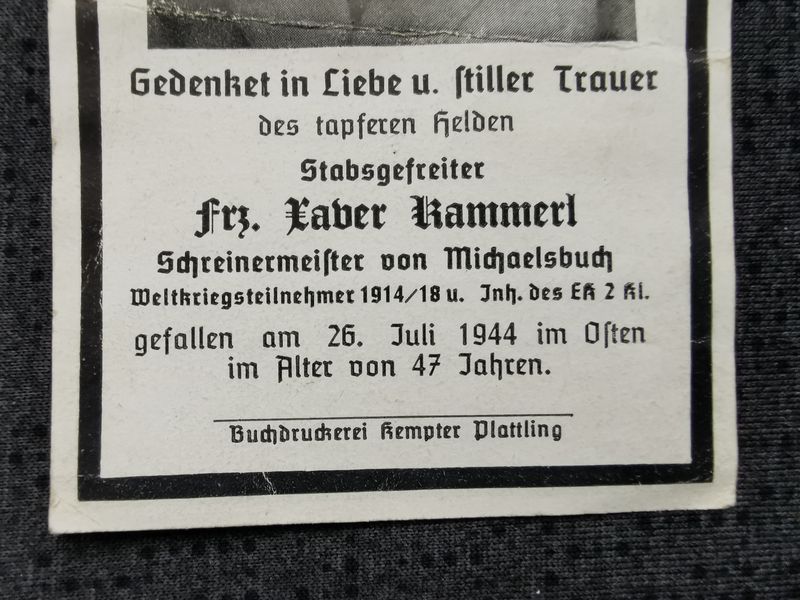 Gedenket in Liebe u. stiller Trauer
des tapferen Helden
Stabsgefreiter
Frz. Xaver Kammerl
Schreinermeister von Michaelsbuch
Weltkriegsteilnehmer 1914/18 u. Inh. des EK 2 Kl.
gefallen am 26. Juli 1944 im Osten
im Alter von 47 Jahren.
Buchdruckerei Kempter Plattling